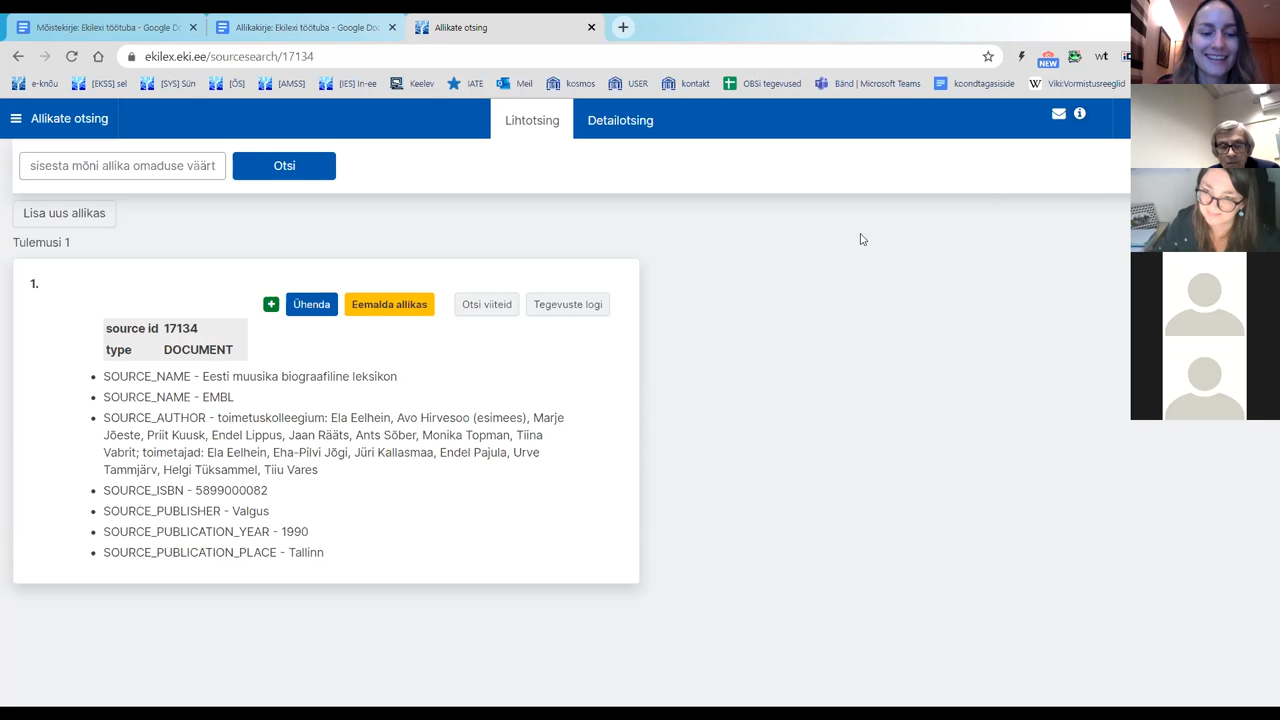 Mõistekirje: Ekilexi töötuba - Google Do
Allikakirje: Ekilexi töötuba - Google Doc
Allikate otsing
ekilex.eki.ee/sourcesearch/17134
NEW
wt
e-knõu
[EKSS] sel
[SYS] Sün
[ÕS]
[AMSS]
[IES]tl-ee
Keelev
IATE
Meil
kosmos
USER
kontakt
OBSi tegevused
Bänd | Microsoft Teams
koondtagasiside
Viki:Vormistusreeglid
Allikate otsing
Lihtotsing
Detailotsing
sisesta mõni allika omaduse väärt
Otsi
Lisa uus allikas
Tulemusi 1
1.
Ühenda
Eemalda allikas
Otsi viiteid
Tegevuste logi
source id 17134
type DOCUMENT
• SOURCE_NAME - Eesti muusika biograafiline leksikon
• SOURCE_NAME - EMBL
• SOURCE_AUTHOR - toimetuskolleegium: Ela Eelhein, Avo Hirvesoo (esimees), Marje
Jõeste, Priit Kuusk, Endel Lippus, Jaan Rääts, Ants Sõber, Monika Topman, Tiina
Vabrit; toimetajad: Ela Eelhein, Eha-Pilvi Jõgi, Jüri Kallasmaa, Endel Pajula, Urve
Tammjärv, Helgi Tüksammel, Tiiu Vares
• SOURCE_ISBN - 5899000082
• SOURCE_PUBLISHER - Valgus
• SOURCE_PUBLICATION_YEAR - 1990
• SOURCE_PUBLICATION_PLACE - Tallinn